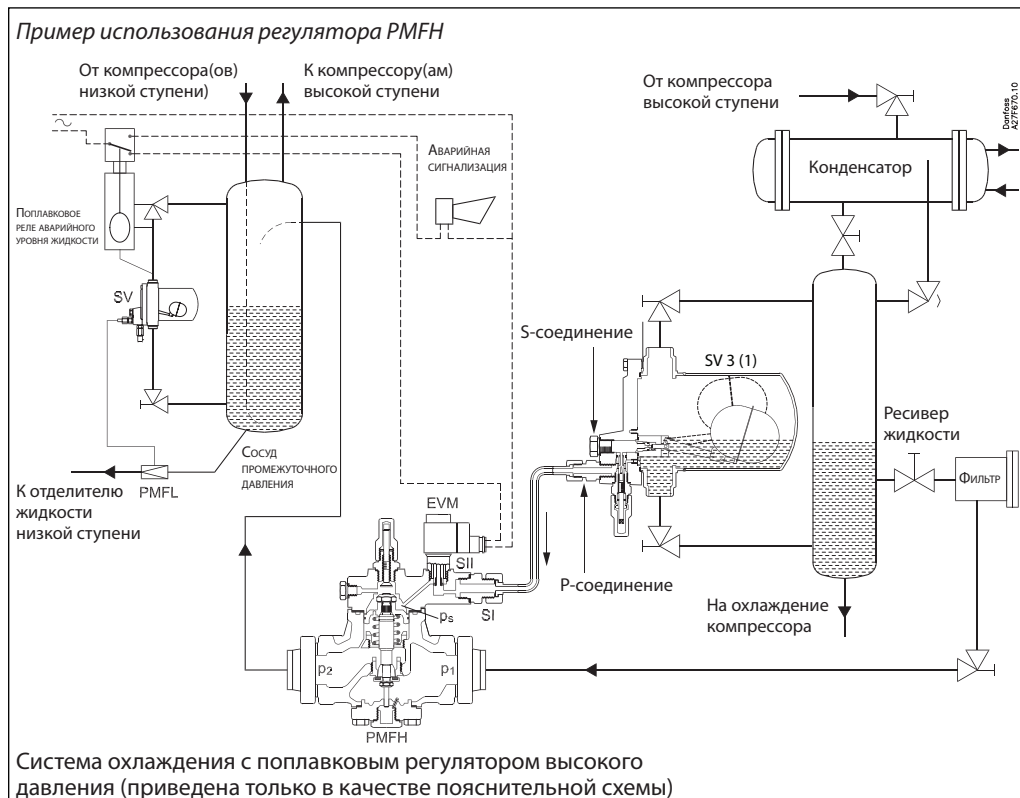 Пример использования регулятора PMFH
От компрессора(ов)
низкой ступени)
К компрессору(ам)
высокой ступени
От компрессора
высокой ступени
Danfoss
A27F670.10
Аварийная
сигнализация
Конденсатор
Поплавковое
реле аварийного
уровня жидкости
SV
S-соединение
SV 3 (1)
Ресивер
жидкости
Фильтр
Сосуд
промежуточного
давления
К отделителю
жидкости
низкой ступени
PMFL
EVM
SII
SI
ps
P-соединение
На охлаждение
компрессора
p2
p1
PMFH
Система охлаждения с поплавковым регулятором высокого
давления (приведена только в качестве пояснительной схемы)